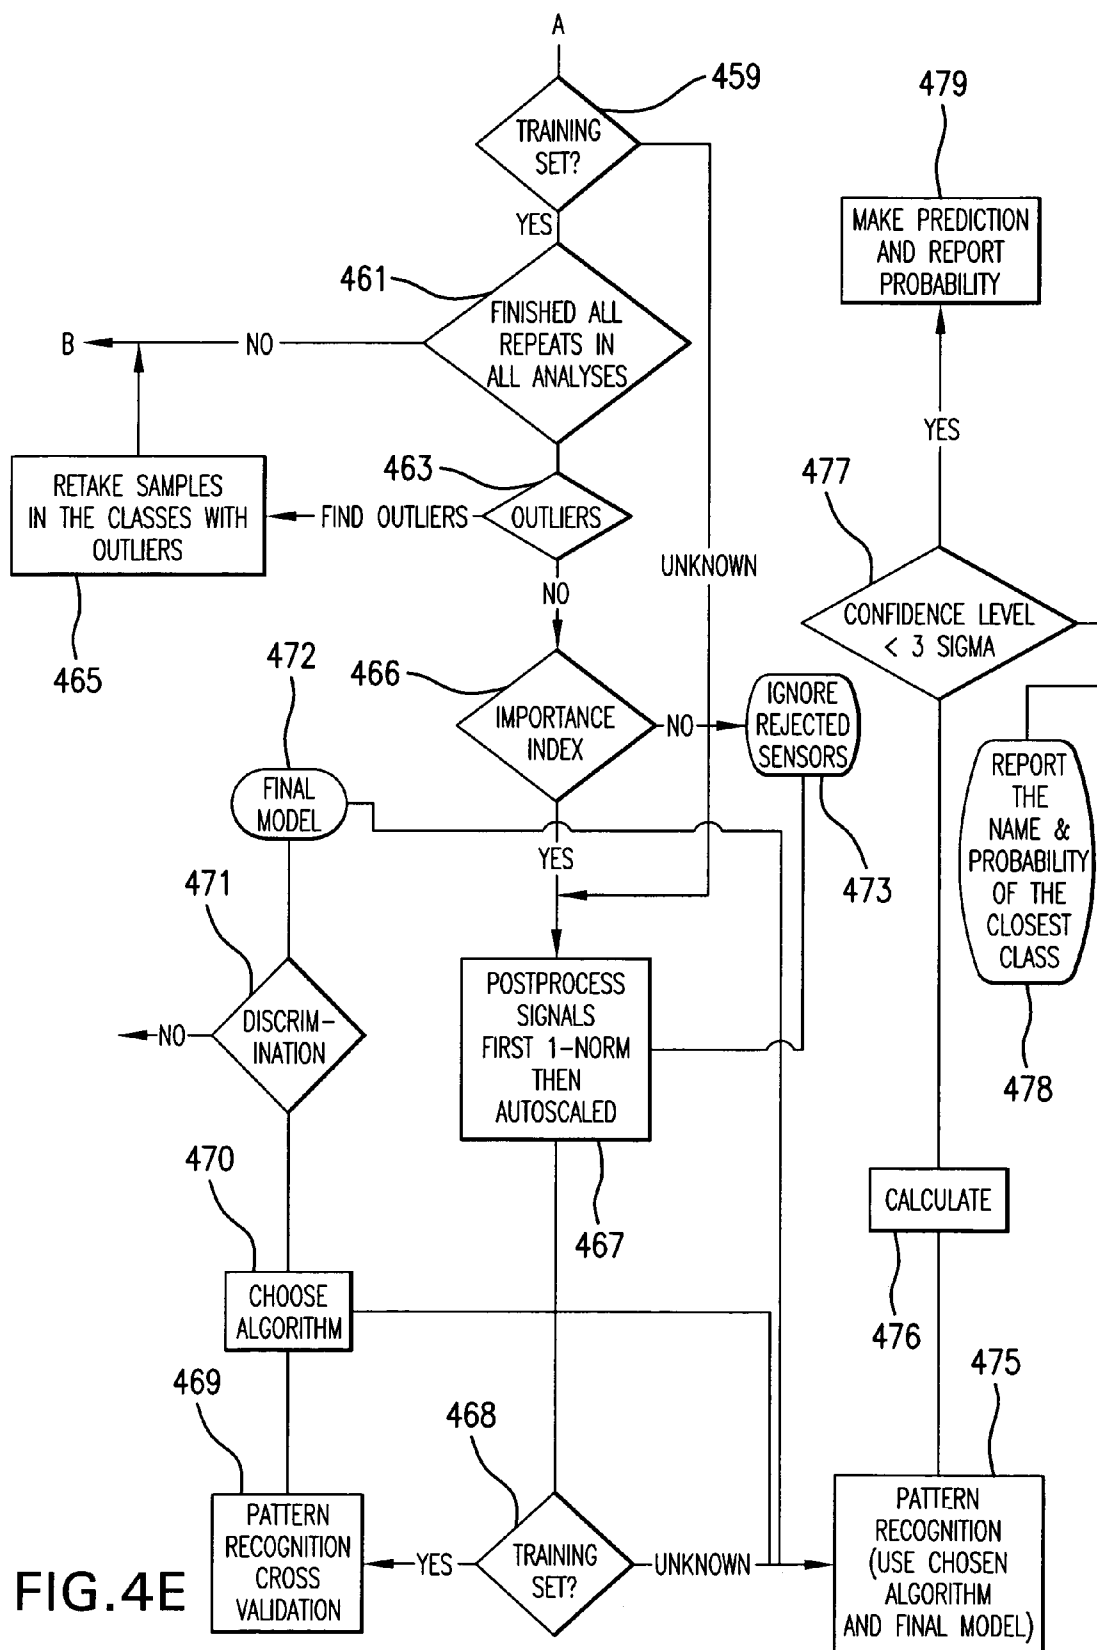 A
459
TRAINING
SET?
YES
461
FINISHED ALL
REPEATS IN
ALL ANALYSES
NO
B
463
OUTLIERS
FIND OUTLIERS
RETAKE SAMPLES
IN THE CLASSES WITH
OUTLIERS
465
NO
UNKNOWN
466
IMPORTANCE
INDEX
NO
IGNORE
REJECTED
SENSORS
473
YES
472
FINAL
MODEL
471
DISCRIM-
INATION
NO
POSTPROCESS
SIGNALS
FIRST 1-NORM
THEN
AUTOSCALED
467
470
CHOOSE
ALGORITHM
469
PATTERN
RECOGNITION
CROSS
VALIDATION
YES
468
TRAINING
SET?
UNKNOWN
479
MAKE PREDICTION
AND REPORT
PROBABILITY
YES
477
CONFIDENCE LEVEL
< 3 SIGMA
REPORT
THE
NAME &
PROBABILITY
OF THE
CLOSEST
CLASS
478
CALCULATE
476
475
PATTERN
RECOGNITION
(USE CHOSEN
ALGORITHM
AND FINAL MODEL)
FIG.4E